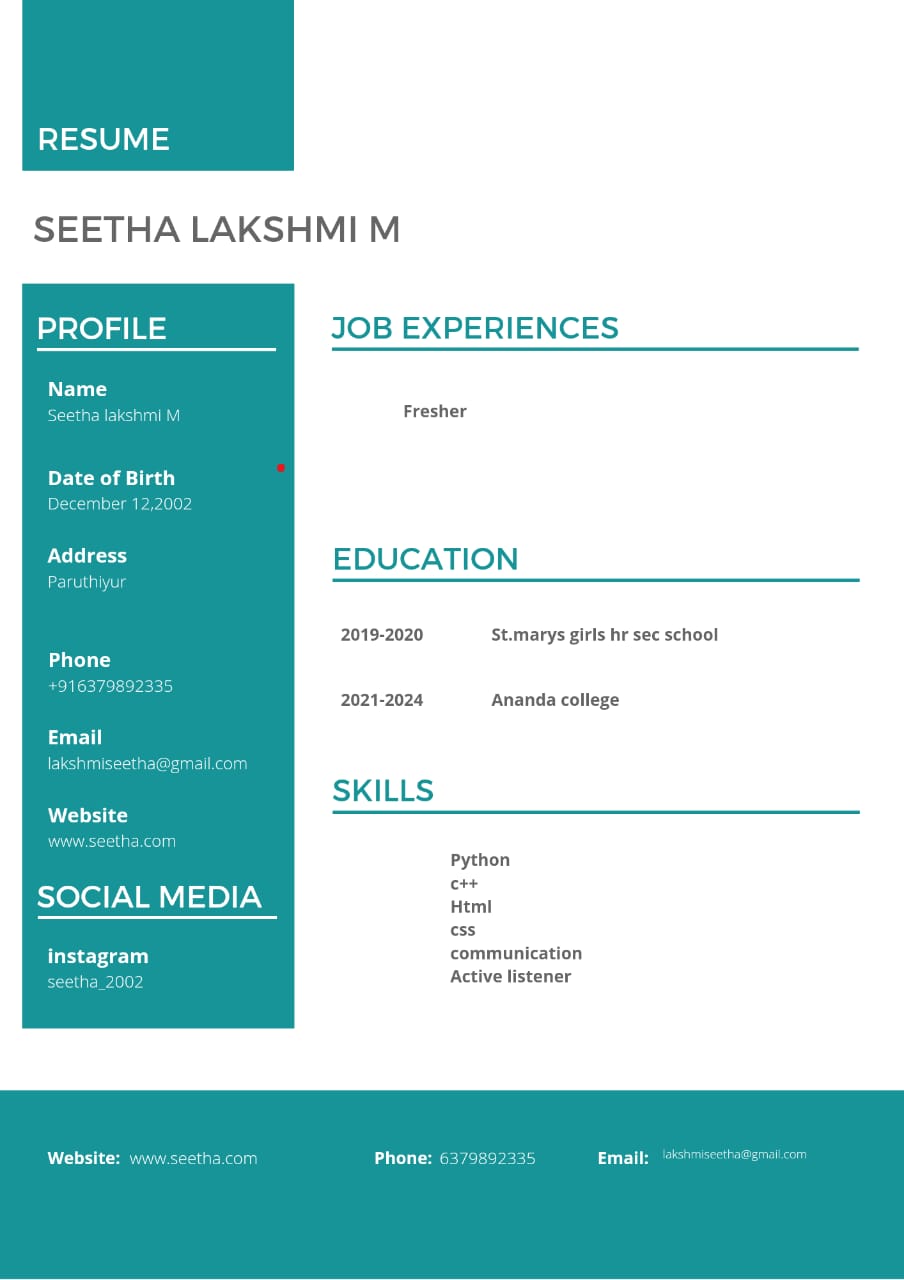 RESUME
SEETHA LAKSHMI M
PROFILE
Name
Seetha lakshmi M
Date of Birth
December 12,2002
Address
Paruthiyur
Phone
+916379892335
Email
lakshmiseetha@gmail.com
Website
www.seetha.com
SOCIAL MEDIA
instagram
seetha_2002
JOB EXPERIENCES
Fresher
EDUCATION
2019-2020 St.marys girls hr sec school
2021-2024 Ananda college
SKILLS
Python
c++
Html
css
communication
Active listener
Website: www.seetha.com Phone: 6379892335 Email: lakshmiseetha@gmail.com